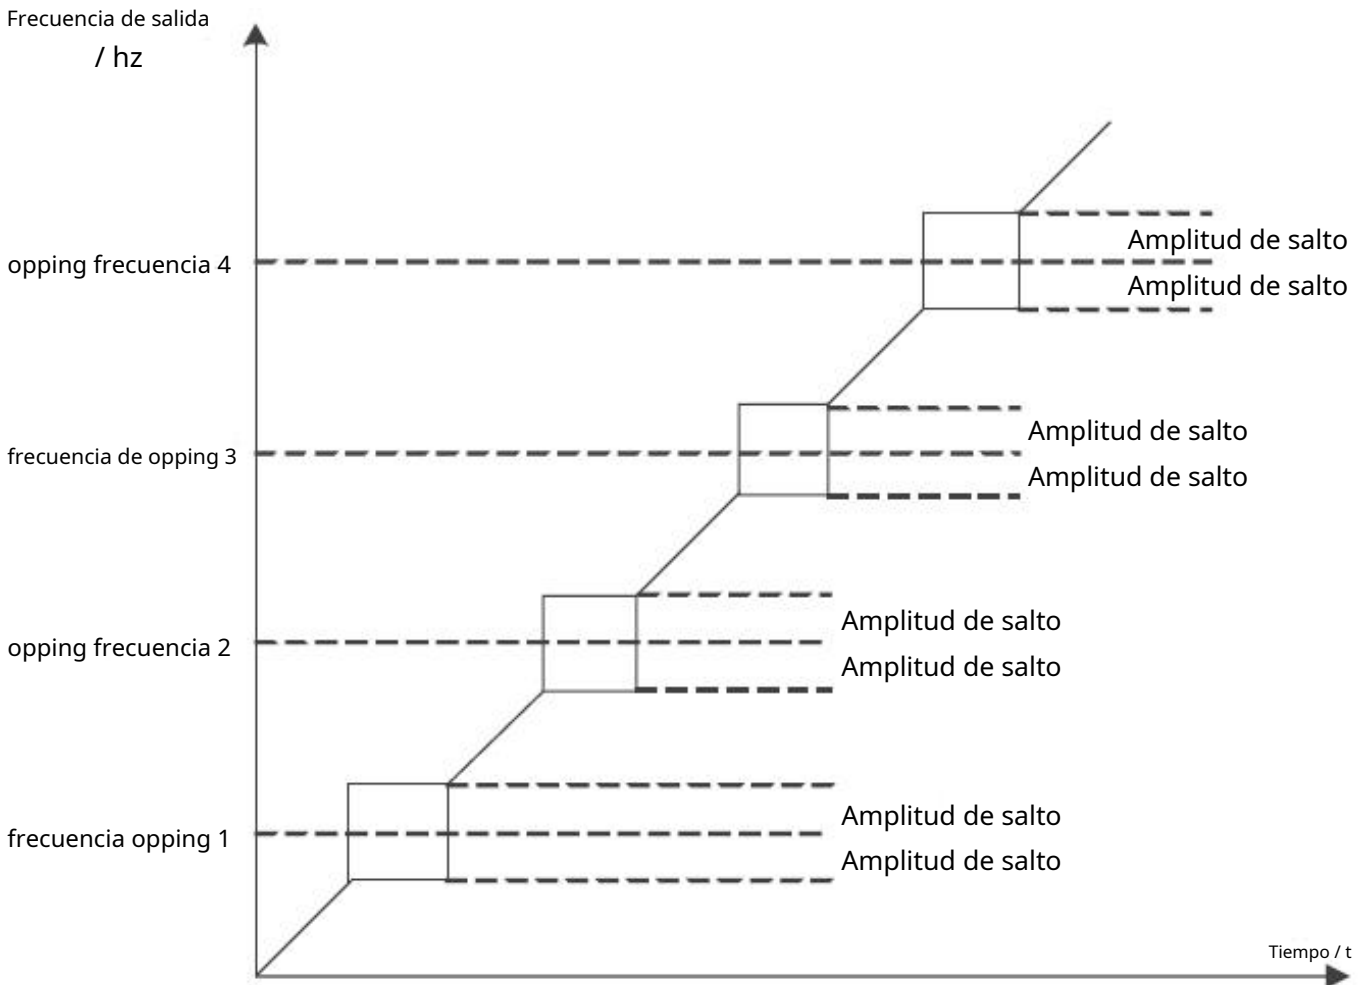 Frecuencia de salida
/ hz
Amplitud de salto
opping frecuencia 4
Amplitud de salto
Amplitud de salto
frecuencia de opping 3
Amplitud de salto
Amplitud de salto
opping frecuencia 2
Amplitud de salto
Amplitud de salto
frecuencia opping 1
Amplitud de salto
Tiempo / t